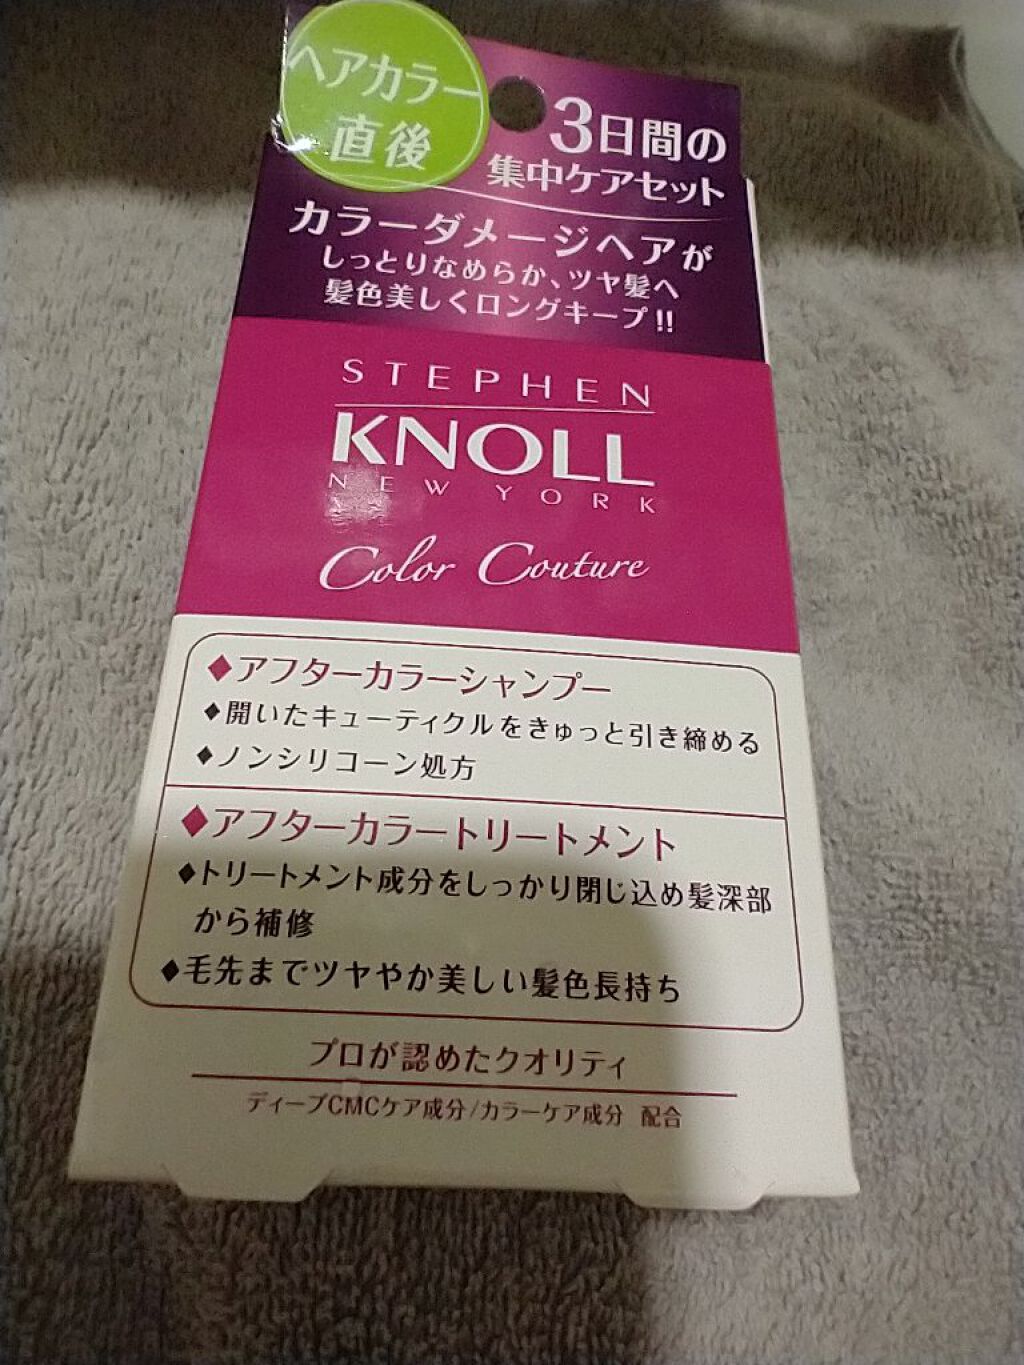 ヘアカラー
直後
3日間の
集中ケアセット
カラーダメージヘアが
しっとりなめらか、ツヤ髪へ
髪色美しくロングキープ!!
STEPHEN
KNOLL
NEW YORK
Color Couture
◆アフターカラーシャンプー
◆開いたキューティクルをきゅっと引き締める
◆ノンシリコーン処方
◆アフターカラートリートメント
◆トリートメント成分をしっかり閉じ込め髪深部
から補修
◆毛先までツヤやか美しい髪色長持ち
プロが認めたクオリティ
ディープCMCケア成分/カラーケア成分 配合